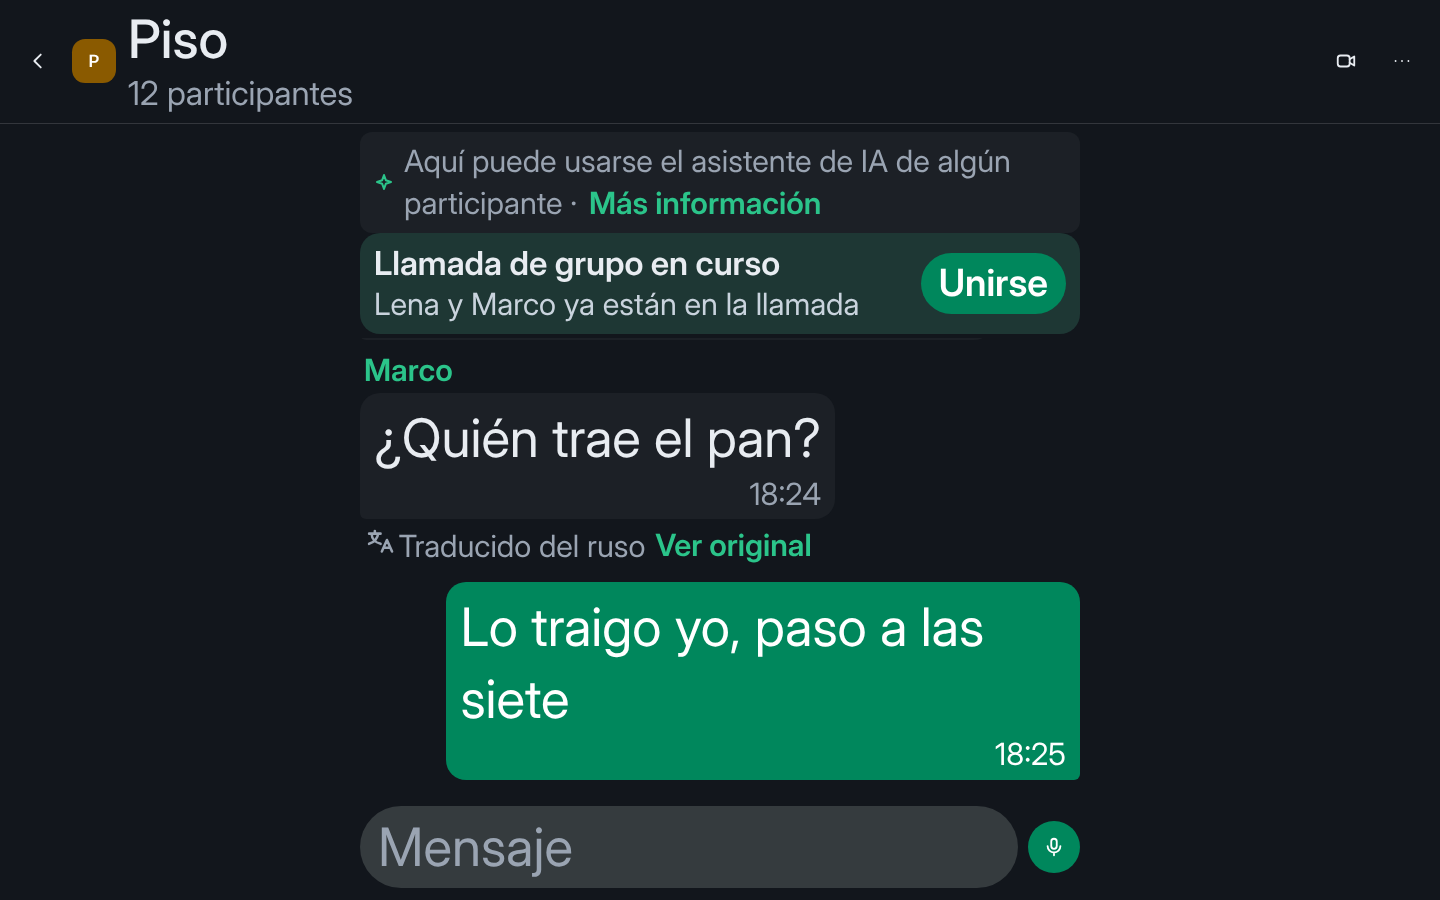 P
Piso
12 participantes
Aquí puede usarse el asistente de IA de algún
participante · Más información
Llamada de grupo en curso
Lena y Marco ya están en la llamada
Unirse
Marco
¿Quién trae el pan?
18:24
Traducido del ruso Ver original
Lo traigo yo, paso a las
siete
18:25
Mensaje